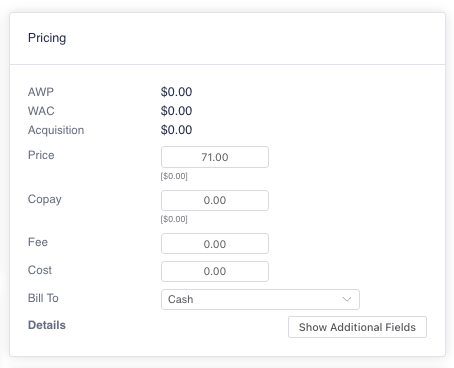 Pricing
AWP $0.00
WAC $0.00
Acquisition $0.00
Price 71.00
[$0.00]
Copay 0.00
[$0.00]
Fee 0.00
Cost 0.00
Bill To Cash
Details Show Additional Fields